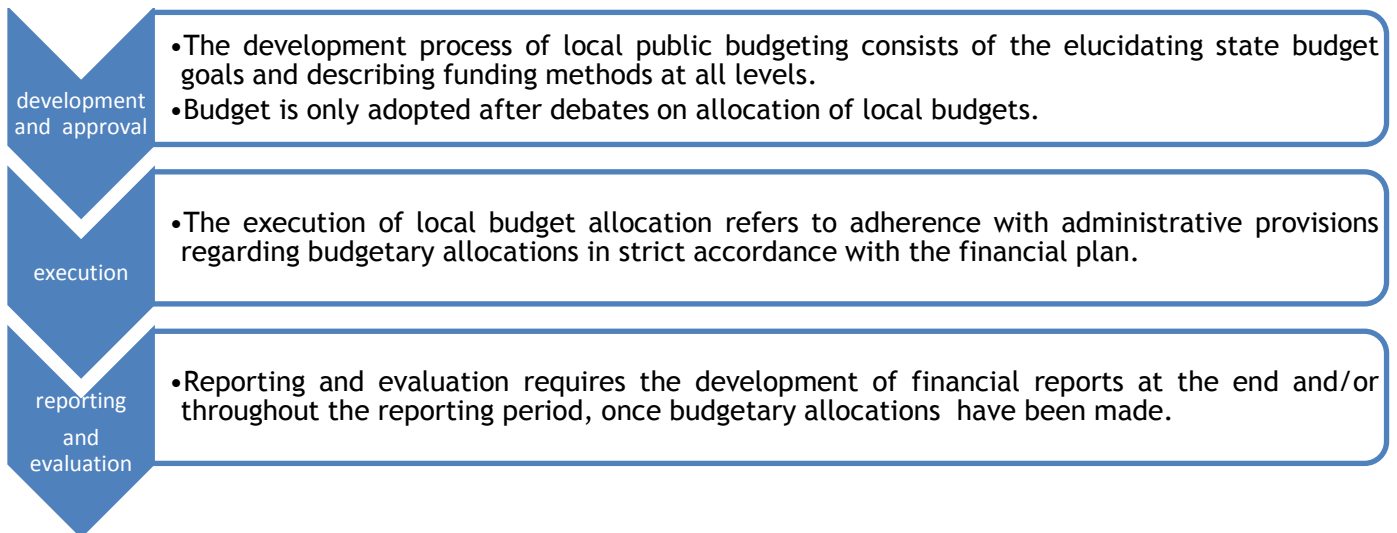 development
and approval
•The development process of local public budgeting consists of the elucidating state budget
goals and describing funding methods at all levels.
•Budget is only adopted after debates on allocation of local budgets.
execution
•The execution of local budget allocation refers to adherence with administrative provisions
regarding budgetary allocations in strict accordance with the financial plan.
reporting
and
evaluation
•Reporting and evaluation requires the development of financial reports at the end and/or
throughout the reporting period, once budgetary allocations have been made.